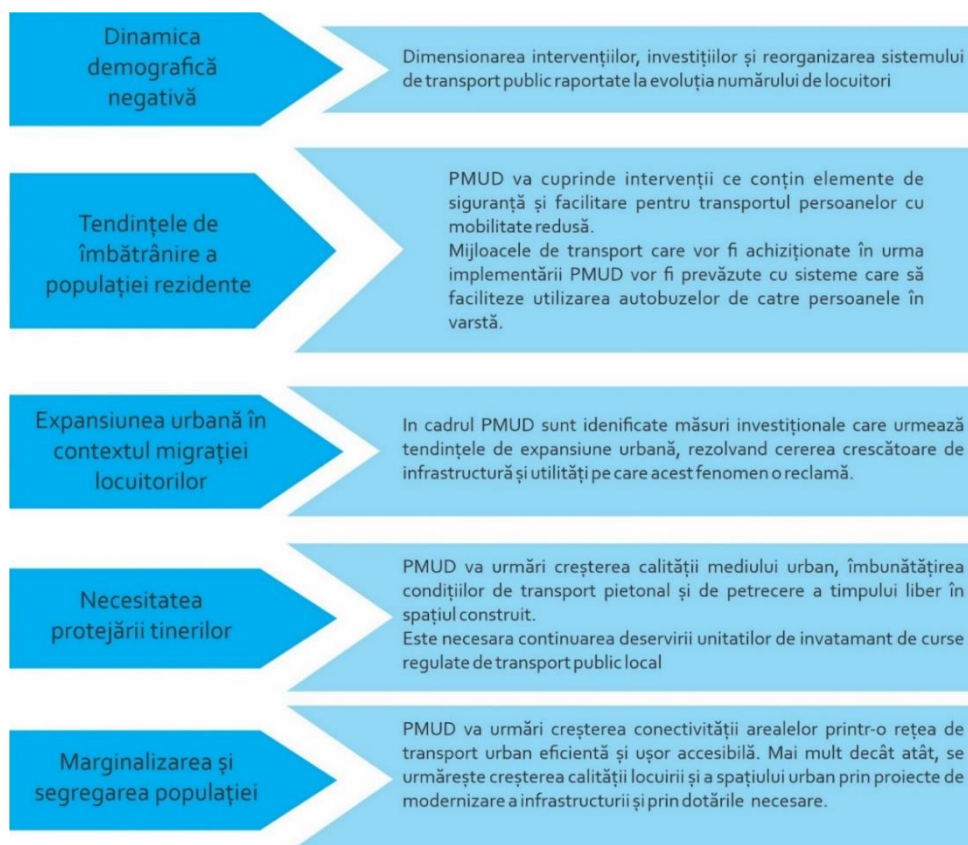 Dinamica
demografică
negativă
Dimensionarea intervențiilor, investițiilor și reorganizarea sistemului
de transport public raportate la evoluția numărului de locuitori
Tendințele de
îmbătrânire a
populației rezidente
PMUD va cuprinde intervenții ce conțin elemente de
siguranță și facilitare pentru transportul persoanelor cu
mobilitate redusă.
Mijloacele de transport care vor fi achiziționate în urma
implementării PMUD vor fi prevăzute cu sisteme care să
faciliteze utilizarea autobuzelor de catre persoanele în
varstă.
Expansiunea urbană în
contextul migrației
locuitorilor
In cadrul PMUD sunt idenificate măsuri investiționale care urmează
tendințele de expansiune urbană, rezolvand cererea crescătoare de
infrastructură și utilități pe care acest fenomen o reclamă.
Necesitatea
protejării tinerilor
PMUD va urmări creșterea calității mediului urban, îmbunătățirea
condițiilor de transport pietonal și de petrecere a timpului liber în
spațiul construit.
Este necesara continuarea deservirii unitatilor de invatamant de curse
regulate de transport public local
Marginalizarea și
segregarea populației
PMUD va urmări creșterea conectivității arealelor printr-o rețea de
transport urban eficientă și ușor accesibilă. Mai mult decât atât, se
urmărește creșterea calității locuirii și a spațiului urban prin proiecte de
modernizare a infrastructurii și prin dotările necesare.